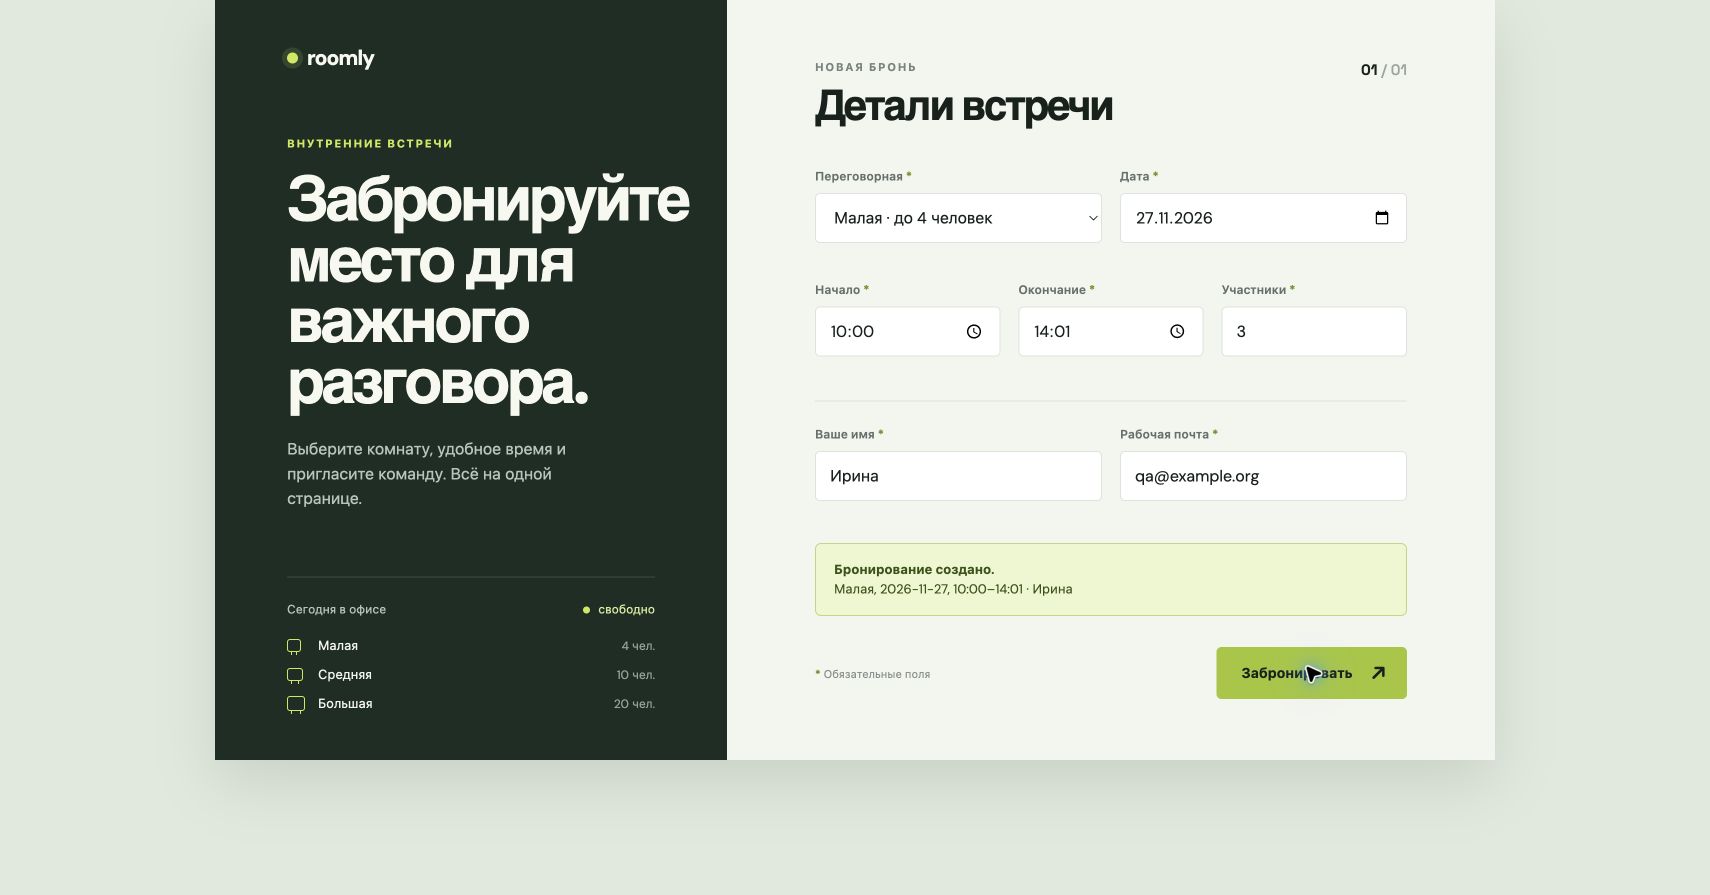 roomly
ВНУТРЕННИЕ ВСТРЕЧИ
Забронируйте
место для
важного
разговора.
Выберите комнату, удобное время и
пригласите команду. Всё на одной
странице.
Сегодня в офисе
свободно
Малая
4 чел.
Средняя
10 чел.
Большая
20 чел.
НОВАЯ БРОНЬ
01 / 01
Детали встречи
Переговорная *
Дата *
Малая · до 4 человек
27.11.2026
Начало *
Окончание *
Участники *
10:00
14:01
3
Ваше имя *
Рабочая почта *
Ирина
qa@example.org
Бронирование создано.
Малая, 2026-11-27, 10:00–14:01 · Ирина
* Обязательные поля
Забронировать